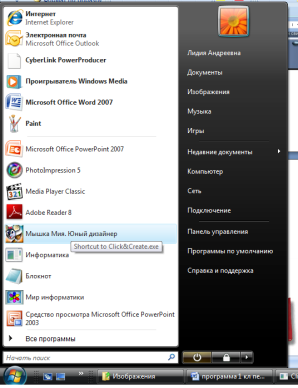 Интернет
Internet Explorer
Электронная почта
Microsoft Office Outlook
CyberLink PowerProducer
Проигрыватель Windows Media
Microsoft Office Word 2007
Paint
Microsoft Office PowerPoint 2007
PhotoImpression 5
Media Player Classic
Adobe Reader 8
Мышка Мия. Юный дизайнер
Shortcut to Click&Create.exe
Информатика
Блокнот
Мир информатики
Средство просмотра Microsoft Office PowerPoint
2003
Все программы
Начать поиск
Лидия Андреевна
Документы
Изображения
Музыка
Игры
Недавние документы
Компьютер
Сеть
Подключение
Панель управления
Программы по умолчанию
Справка и поддержка
Изображения
программа 1 кл пе...